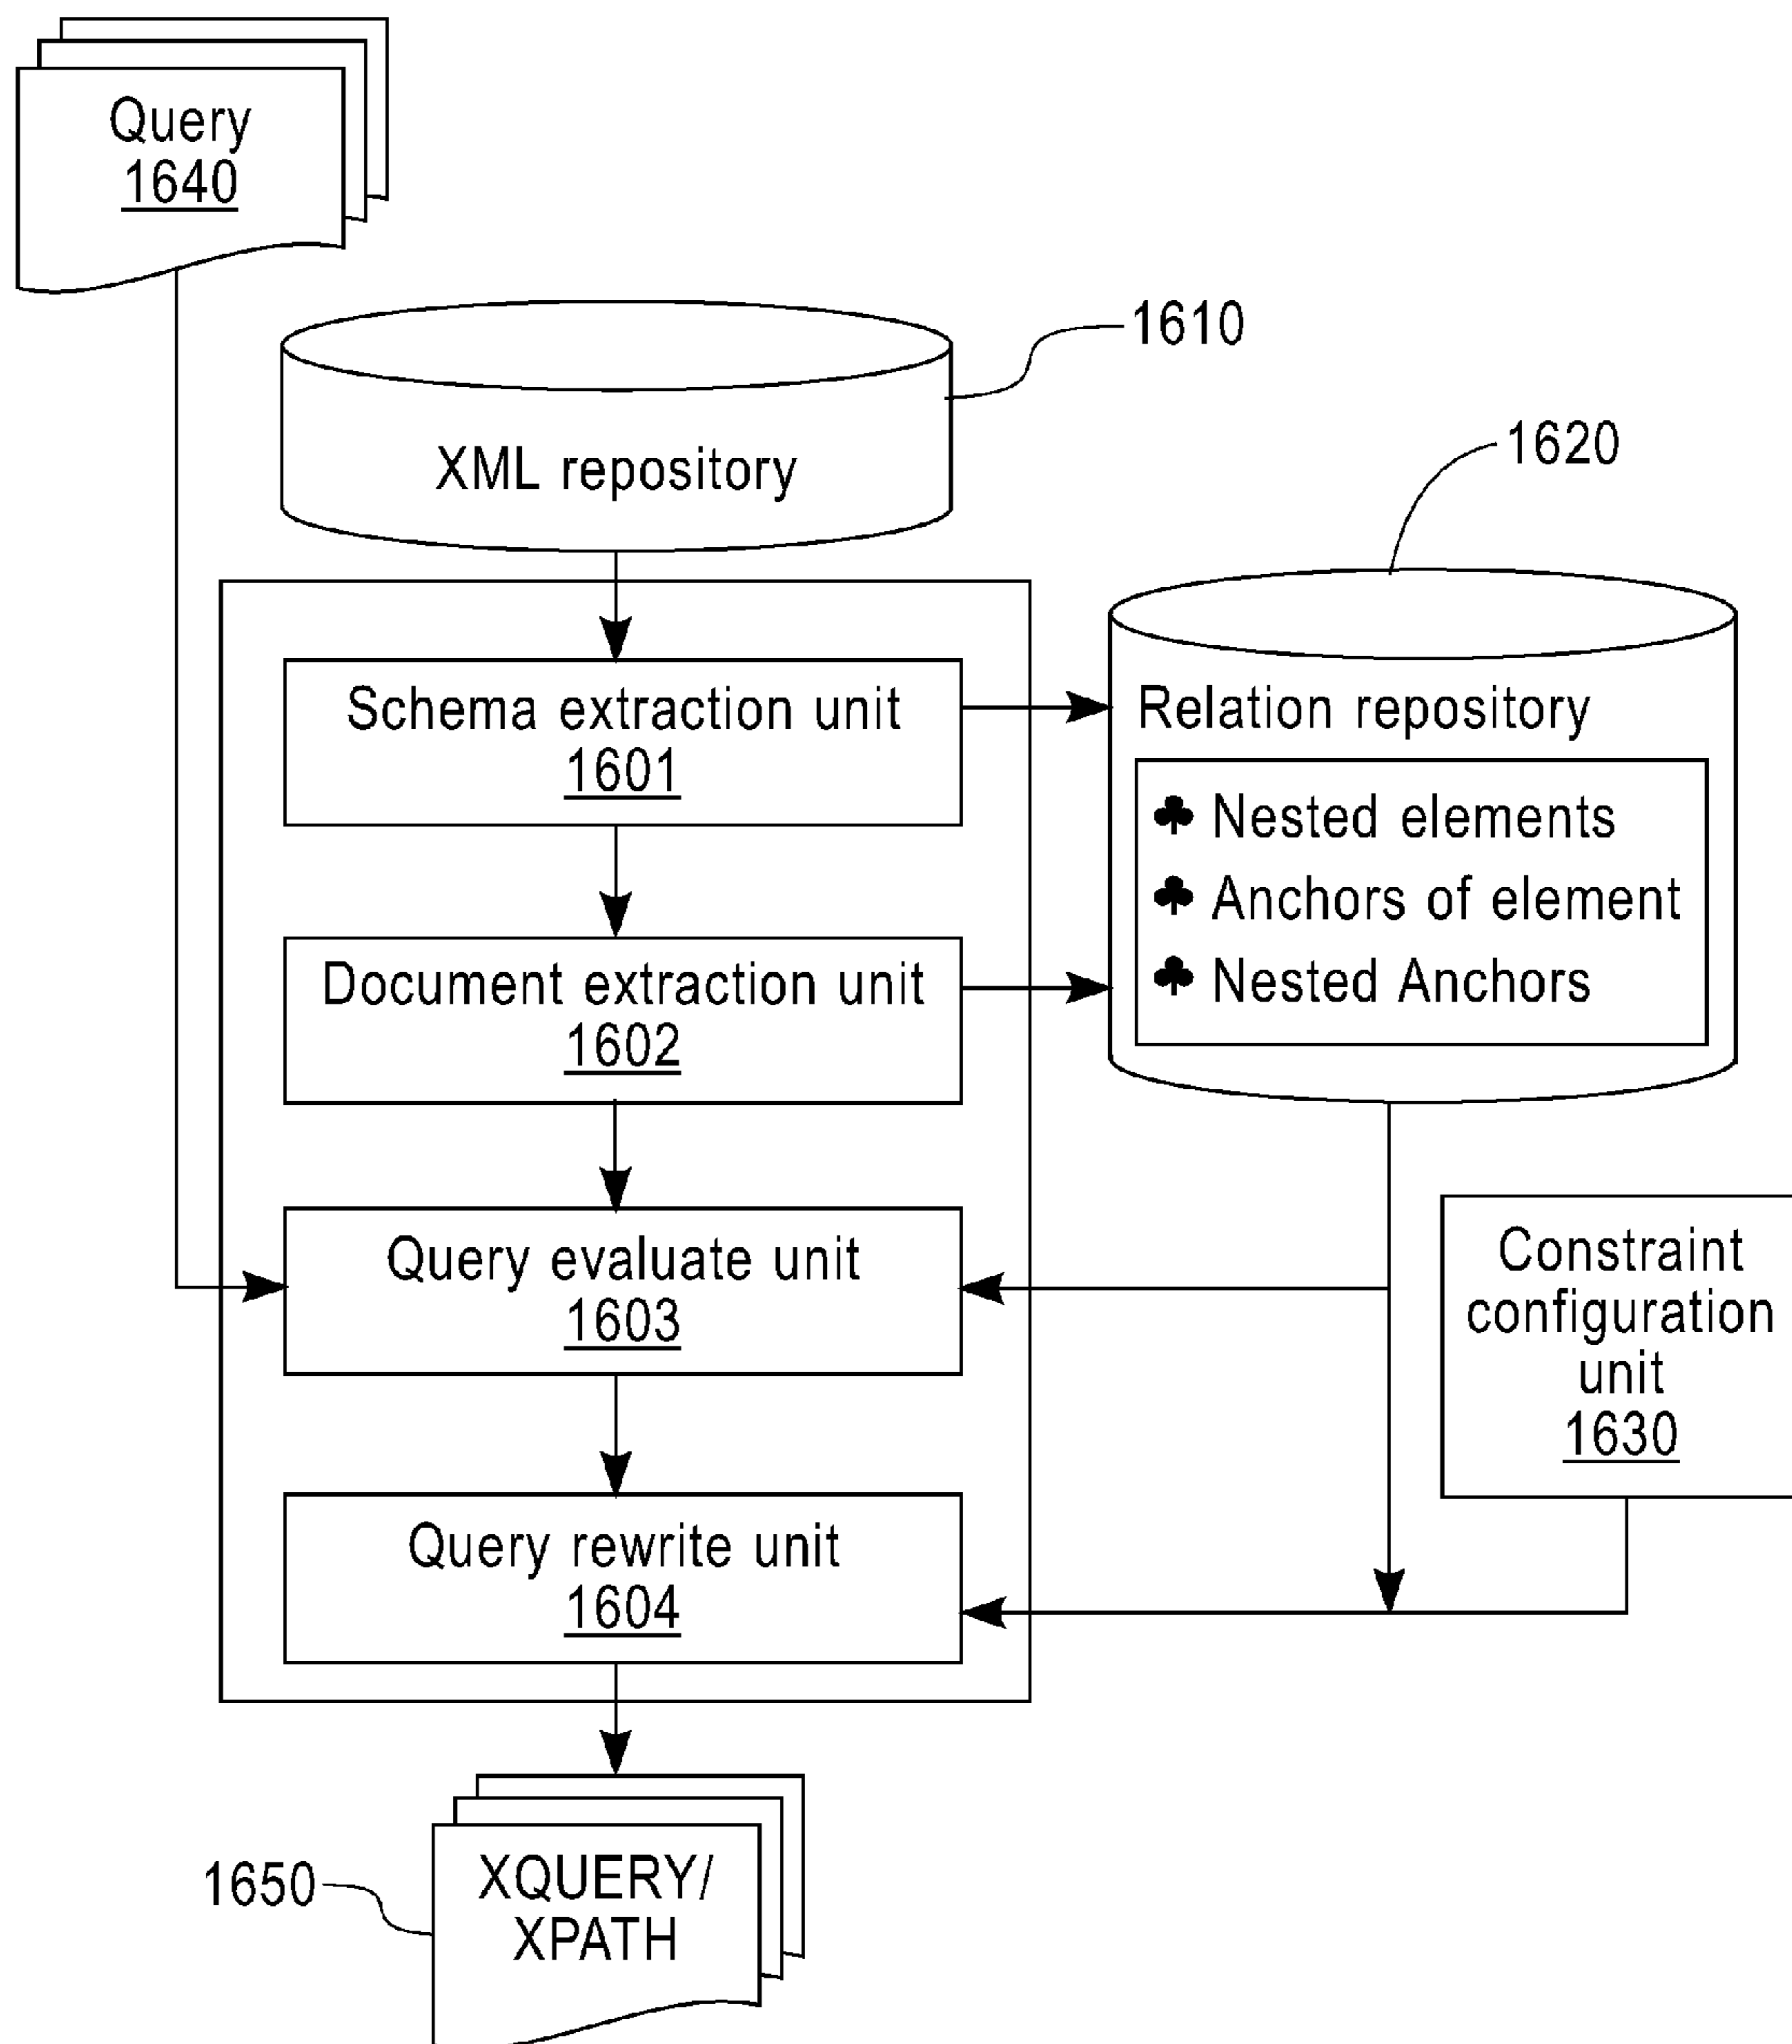 Query
1640
1610
XML repository
1620
Schema extraction unit
1601
Relation repository
♣ Nested elements
♣ Anchors of element
♣ Nested Anchors
Document extraction unit
1602
Query evaluate unit
1603
Constraint
configuration
unit
1630
Query rewrite unit
1604
1650
XQUERY/
XPATH